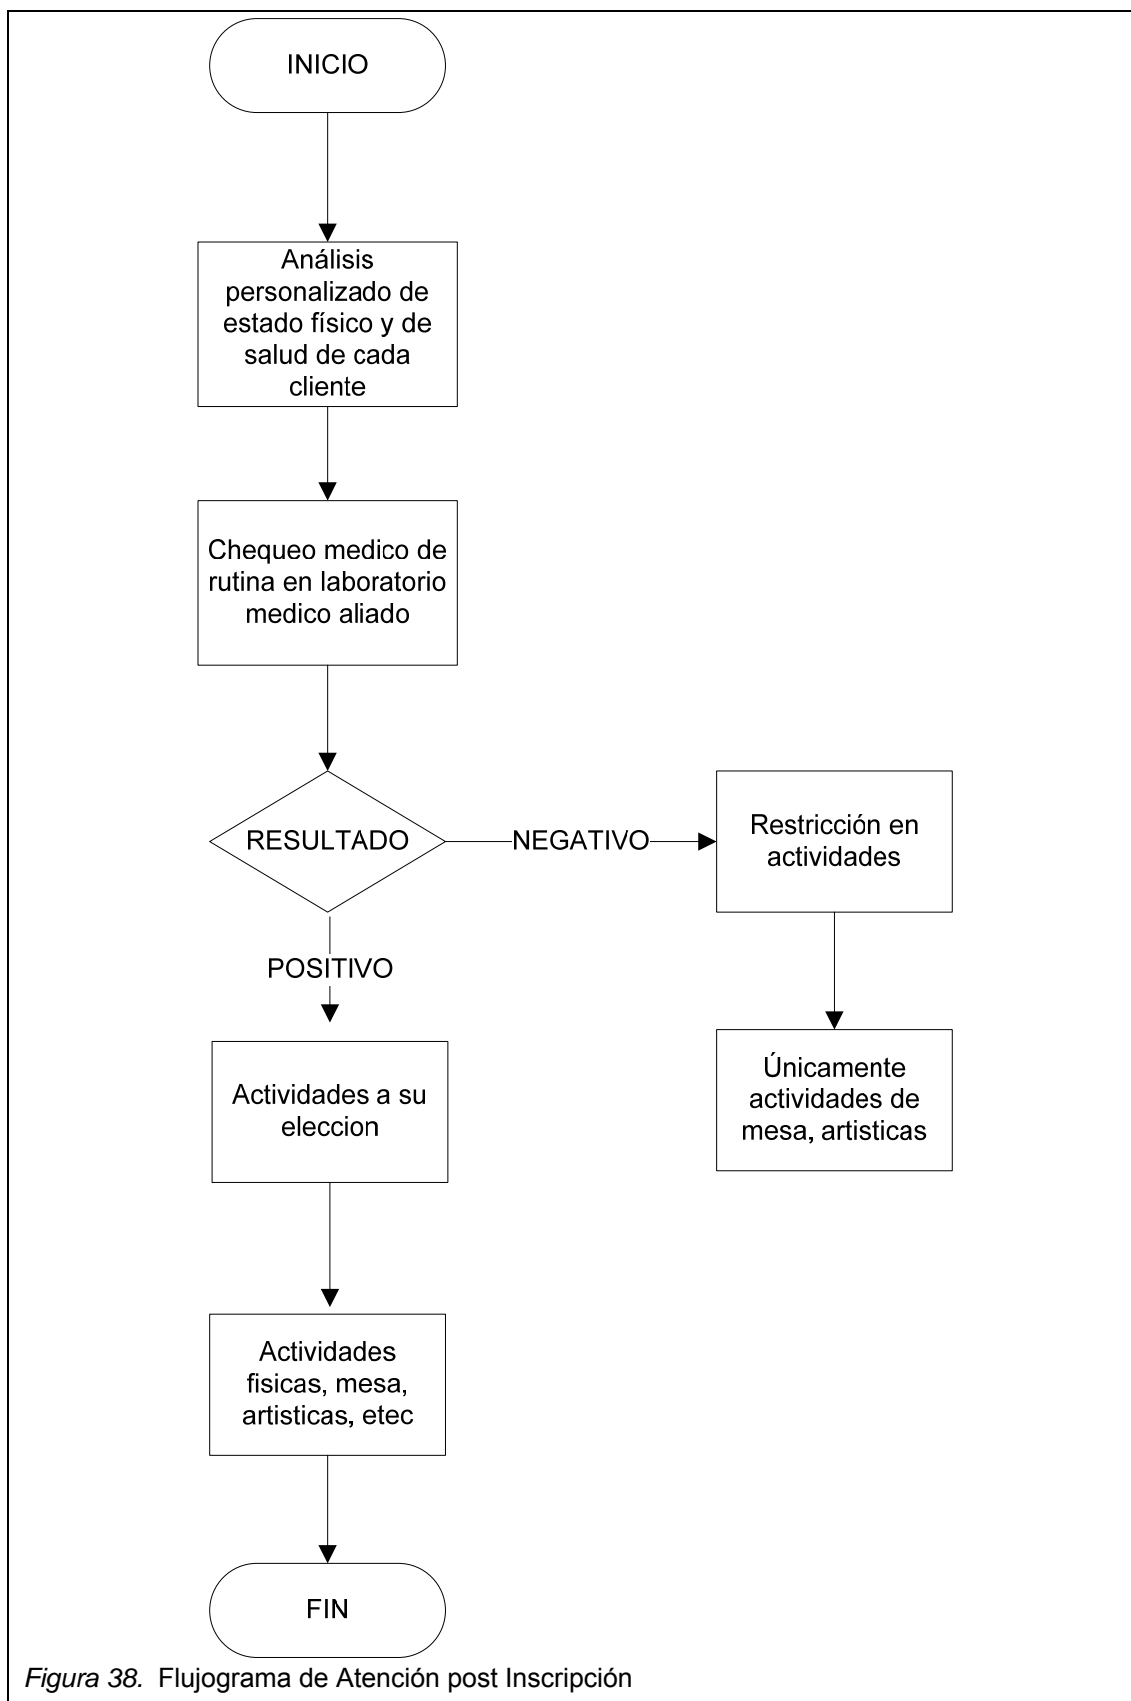 INICIO
Análisis
personalizado de
estado físico y de
salud de cada
cliente
Chequeo medico de
rutina en laboratorio
medico aliado
RESULTADO
NEGATIVO
Restricción en
actividades
POSITIVO
Únicamente
actividades de
mesa, artisticas
Actividades a su
eleccion
Actividades
fisicas, mesa,
artisticas, etec
FIN
Figura 38. Flujograma de Atención post Inscripción